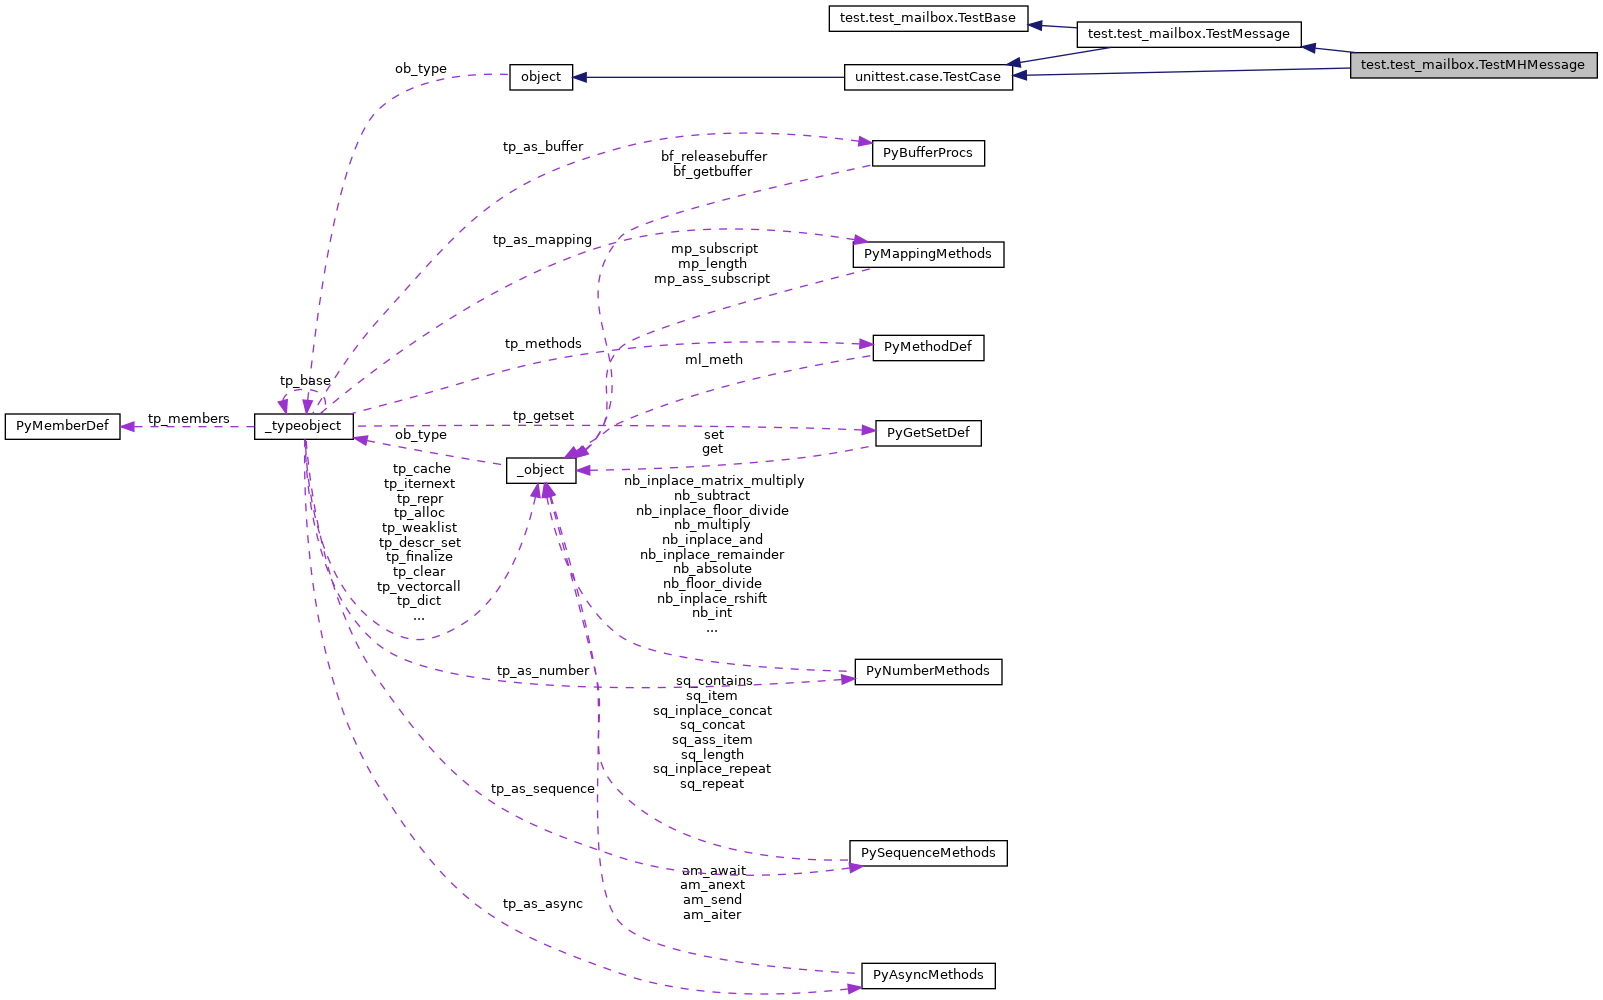 test.test_mailbox.TestBase
test.test_mailbox.TestMessage
test.test_mailbox.TestMHMessage
ob_type
object
unittest.case.TestCase
tp_as_buffer
bf_releasebuffer
bf_getbuffer
PyBufferProcs
tp_as_mapping
mp_subscript
mp_length
mp_ass_subscript
PyMappingMethods
tp_methods
ml_meth
PyMethodDef
tp_base
PyMemberDef
tp_members
_typeobject
tp_getset
PyGetSetDef
ob_type
set
get
_object
tp_cache
tp_iternext
tp_repr
tp_alloc
tp_weaklist
tp_descr_set
tp_finalize
tp_clear
tp_vectorcall
tp_dict
...
nb_inplace_matrix_multiply
nb_subtract
nb_inplace_floor_divide
nb_multiply
nb_inplace_and
nb_inplace_remainder
nb_absolute
nb_floor_divide
nb_inplace_rshift
nb_int
...
tp_as_number
PyNumberMethods
sq_contains
sq_item
sq_inplace_concat
sq_concat
sq_ass_item
sq_length
sq_inplace_repeat
sq_repeat
tp_as_sequence
PySequenceMethods
am_await
am_anext
am_send
am_aiter
tp_as_async
PyAsyncMethods